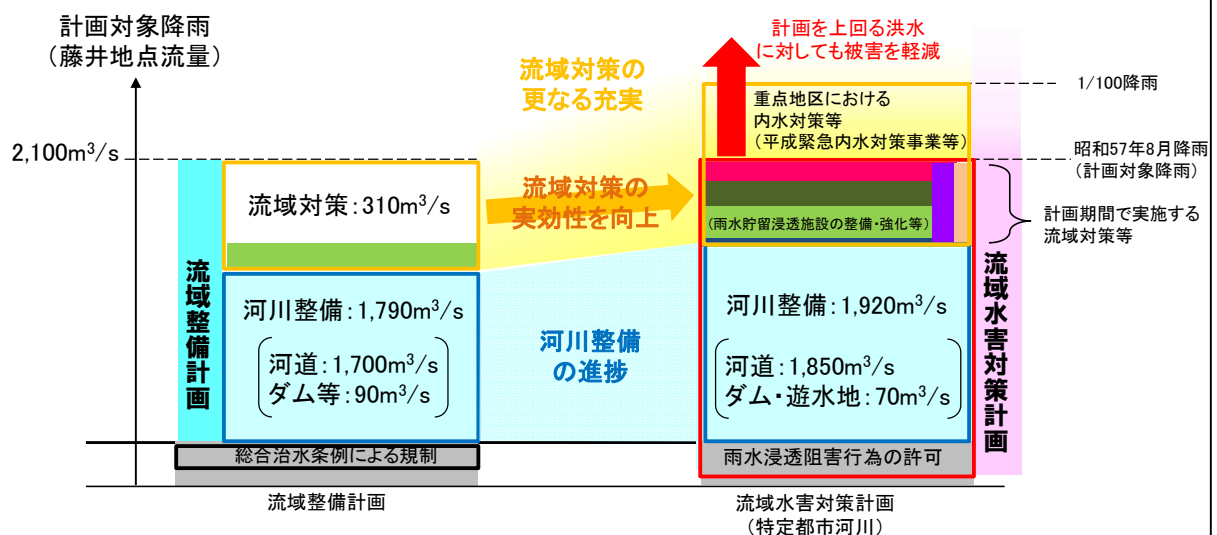 計画対象降雨
(藤井地点流量)
2,100m³/s
流域整備計画
流域対策:310m³/s
河川整備:1,790m³/s
河道:1,700m³/s
ダム等:90m³/s
総合治水条例による規制
流域整備計画
流域対策の
更なる充実
流域対策の
実効性を向上
河川整備
の進捗
計画を上回る洪水
に対しても被害を軽減
重点地区における
内水対策等
(平成緊急内水対策事業等)
(雨水貯留浸透施設の整備・強化等)
河川整備:1,920m³/s
河道:1,850m³/s
ダム・遊水地:70m³/s
雨水浸透阻害行為の許可
流域水害対策計画
(特定都市河川)
1/100降雨
昭和57年8月降雨
(計画対象降雨)
計画期間で実施する
流域対策等
流域水害対策計画